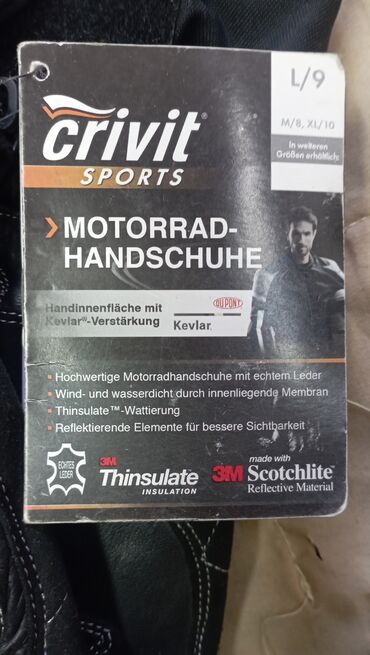 L/9
M/8, XL/10
In weiteren
Größen erhältlich:
crivit®
SPORTS
MOTORRAD-
HANDSCHUHE
Handinnenfläche mit
Kevlar®-Verstärkung
DUPONT
Kevlar.
• Hochwertige Motorradhandschuhe mit echtem Leder
• Wind- und wasserdicht durch innenliegende Membran
• Thinsulate™-Wattierung
• Reflektierende Elemente für bessere Sichtbarkeit
ECHTES
LEDER
3M
Thinsulate
INSULATION
made with
3M Scotchlite™
Reflective Material